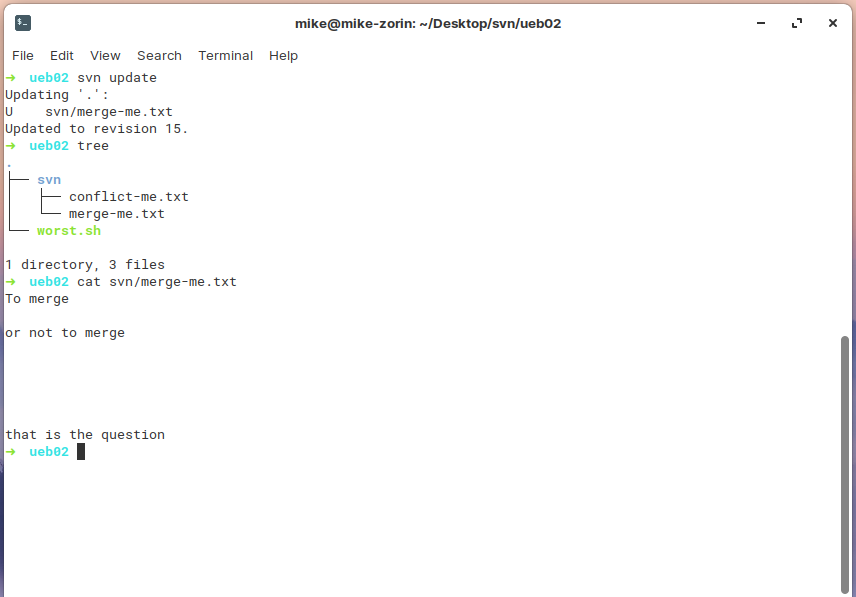 mike@mike-zorin: ~/Desktop/svn/ueb02
File Edit View Search Terminal Help
➜ ueb02 svn update
Updating '.':
U    svn/merge-me.txt
Updated to revision 15.
➜ ueb02 tree
.
├── svn
│   ├── conflict-me.txt
│   └── merge-me.txt
└── worst.sh
1 directory, 3 files
➜ ueb02 cat svn/merge-me.txt
To merge
or not to merge
that is the question
➜ ueb02